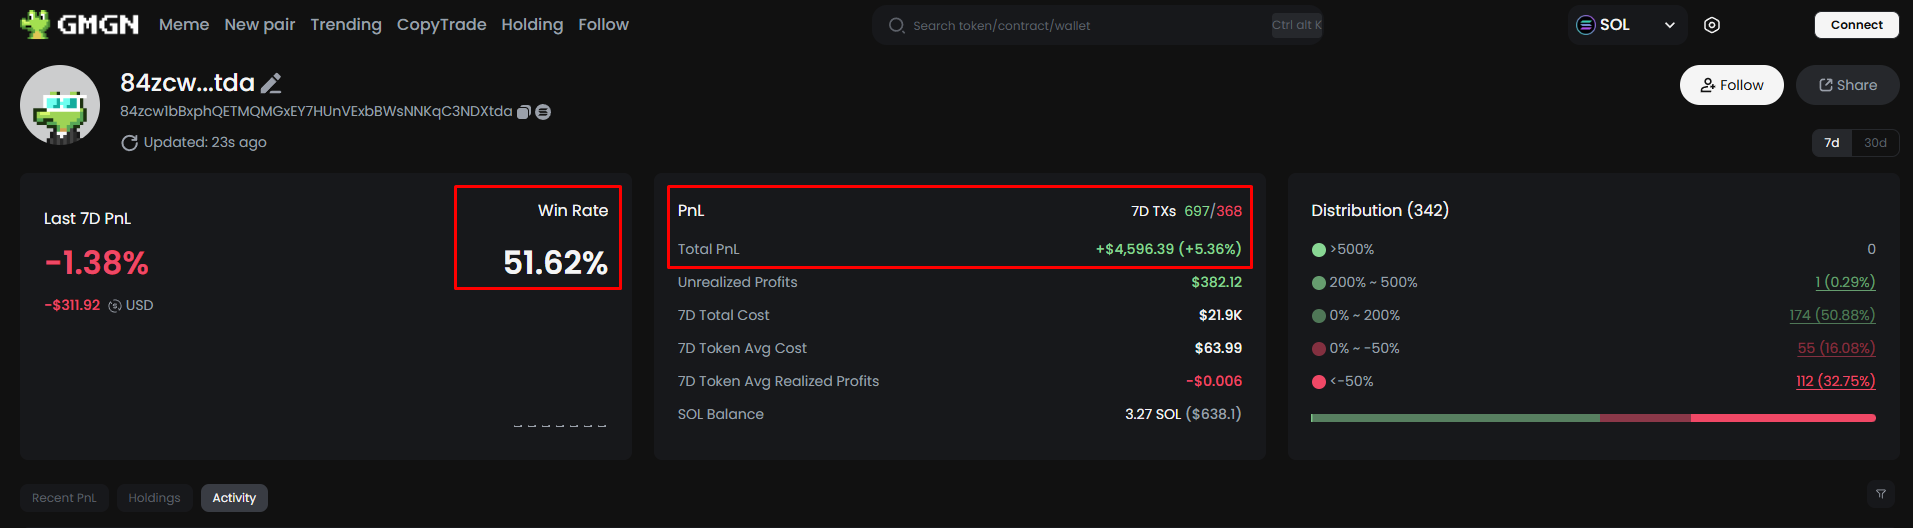 GMGN Meme New pair Trending CopyTrade Holding Follow Search token/contract/wallet Ctrl alt K SOL Connect
84zcw...tda Follow Share
84zcw1bBxphQETMQMGxEY7HUnVExbBWsNNKqC3NDXtda
Updated: 23s ago 7d 30d
Last 7D PnL Win Rate
-1.38% 51.62%
-$311.92 USD
PnL 7D TXs 697/368
Total PnL +$4,596.39 (+5.36%)
Unrealized Profits $382.12
7D Total Cost $21.9K
7D Token Avg Cost $63.99
7D Token Avg Realized Profits -$0.006
SOL Balance 3.27 SOL ($638.1)
Distribution (342)
>500% 0
200% ~ 500% 1 (0.29%)
0% ~ 200% 174 (50.88%)
0% ~ -50% 55 (16.08%)
<-50% 112 (32.75%)
Recent PnL Holdings Activity